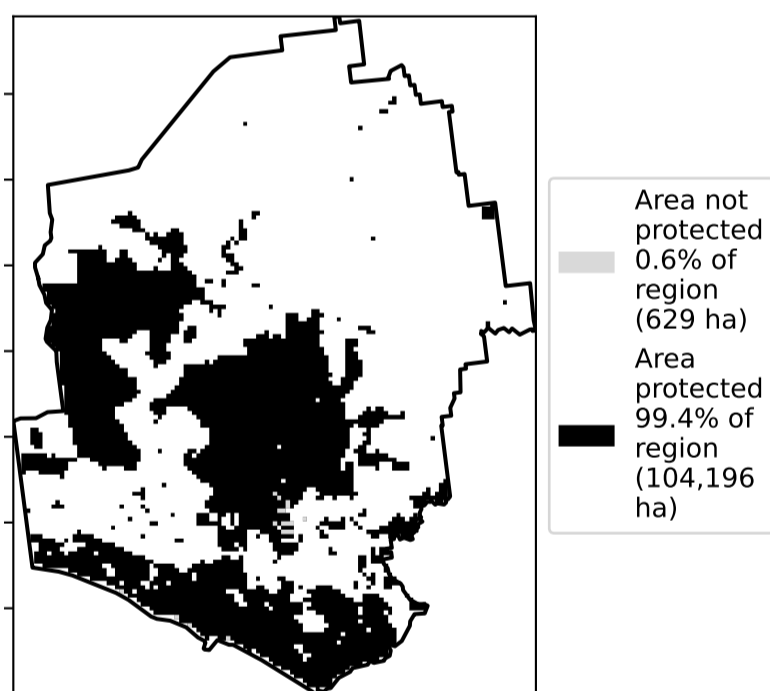 Area not
protected
0.6% of
region
(629 ha)
Area
protected
99.4% of
region
(104,196
ha)